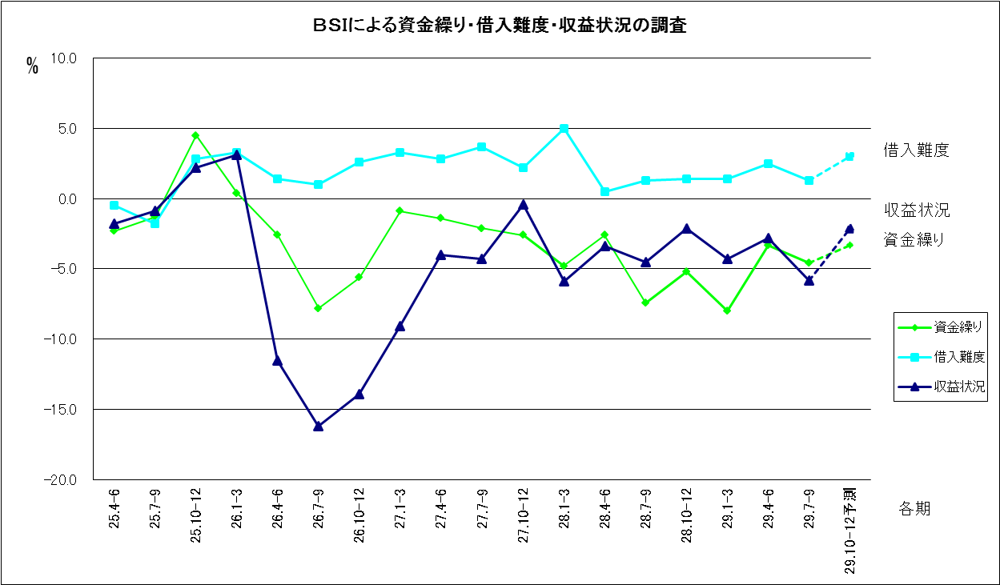 BSIによる資金繰り・借入難度・収益状況の調査
%
10.0
5.0
0.0
-5.0
-10.0
-15.0
-20.0
借入難度
収益状況
資金繰り
資金繰り
借入難度
収益状況
25.4-6
25.7-9
25.10-12
26.1-3
26.4-6
26.7-9
26.10-12
27.1-3
27.4-6
27.7-9
27.10-12
28.1-3
28.4-6
28.7-9
28.10-12
29.1-3
29.4-6
29.7-9
29.10-12予測
各期